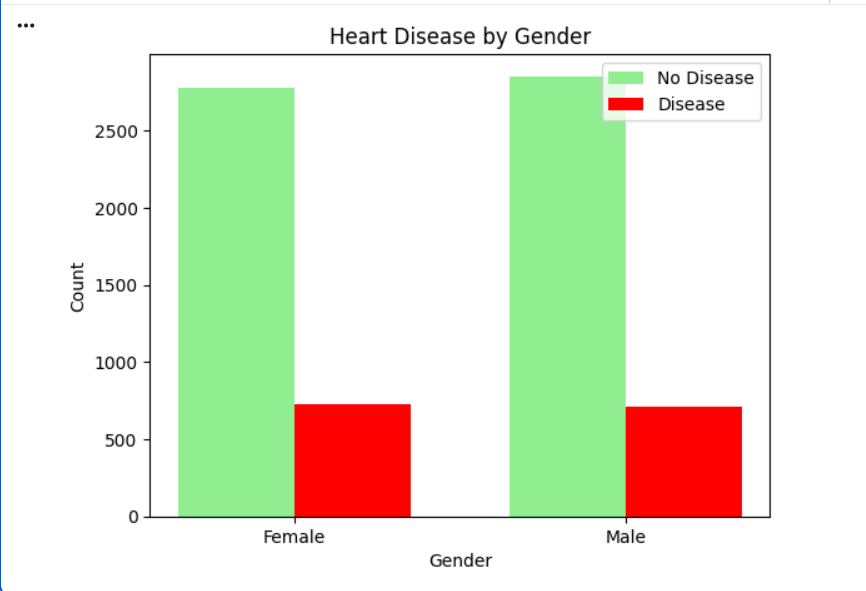 Heart Disease by Gender
No Disease
Disease
2500
2000
1500
1000
500
0
Count
Female Male
Gender